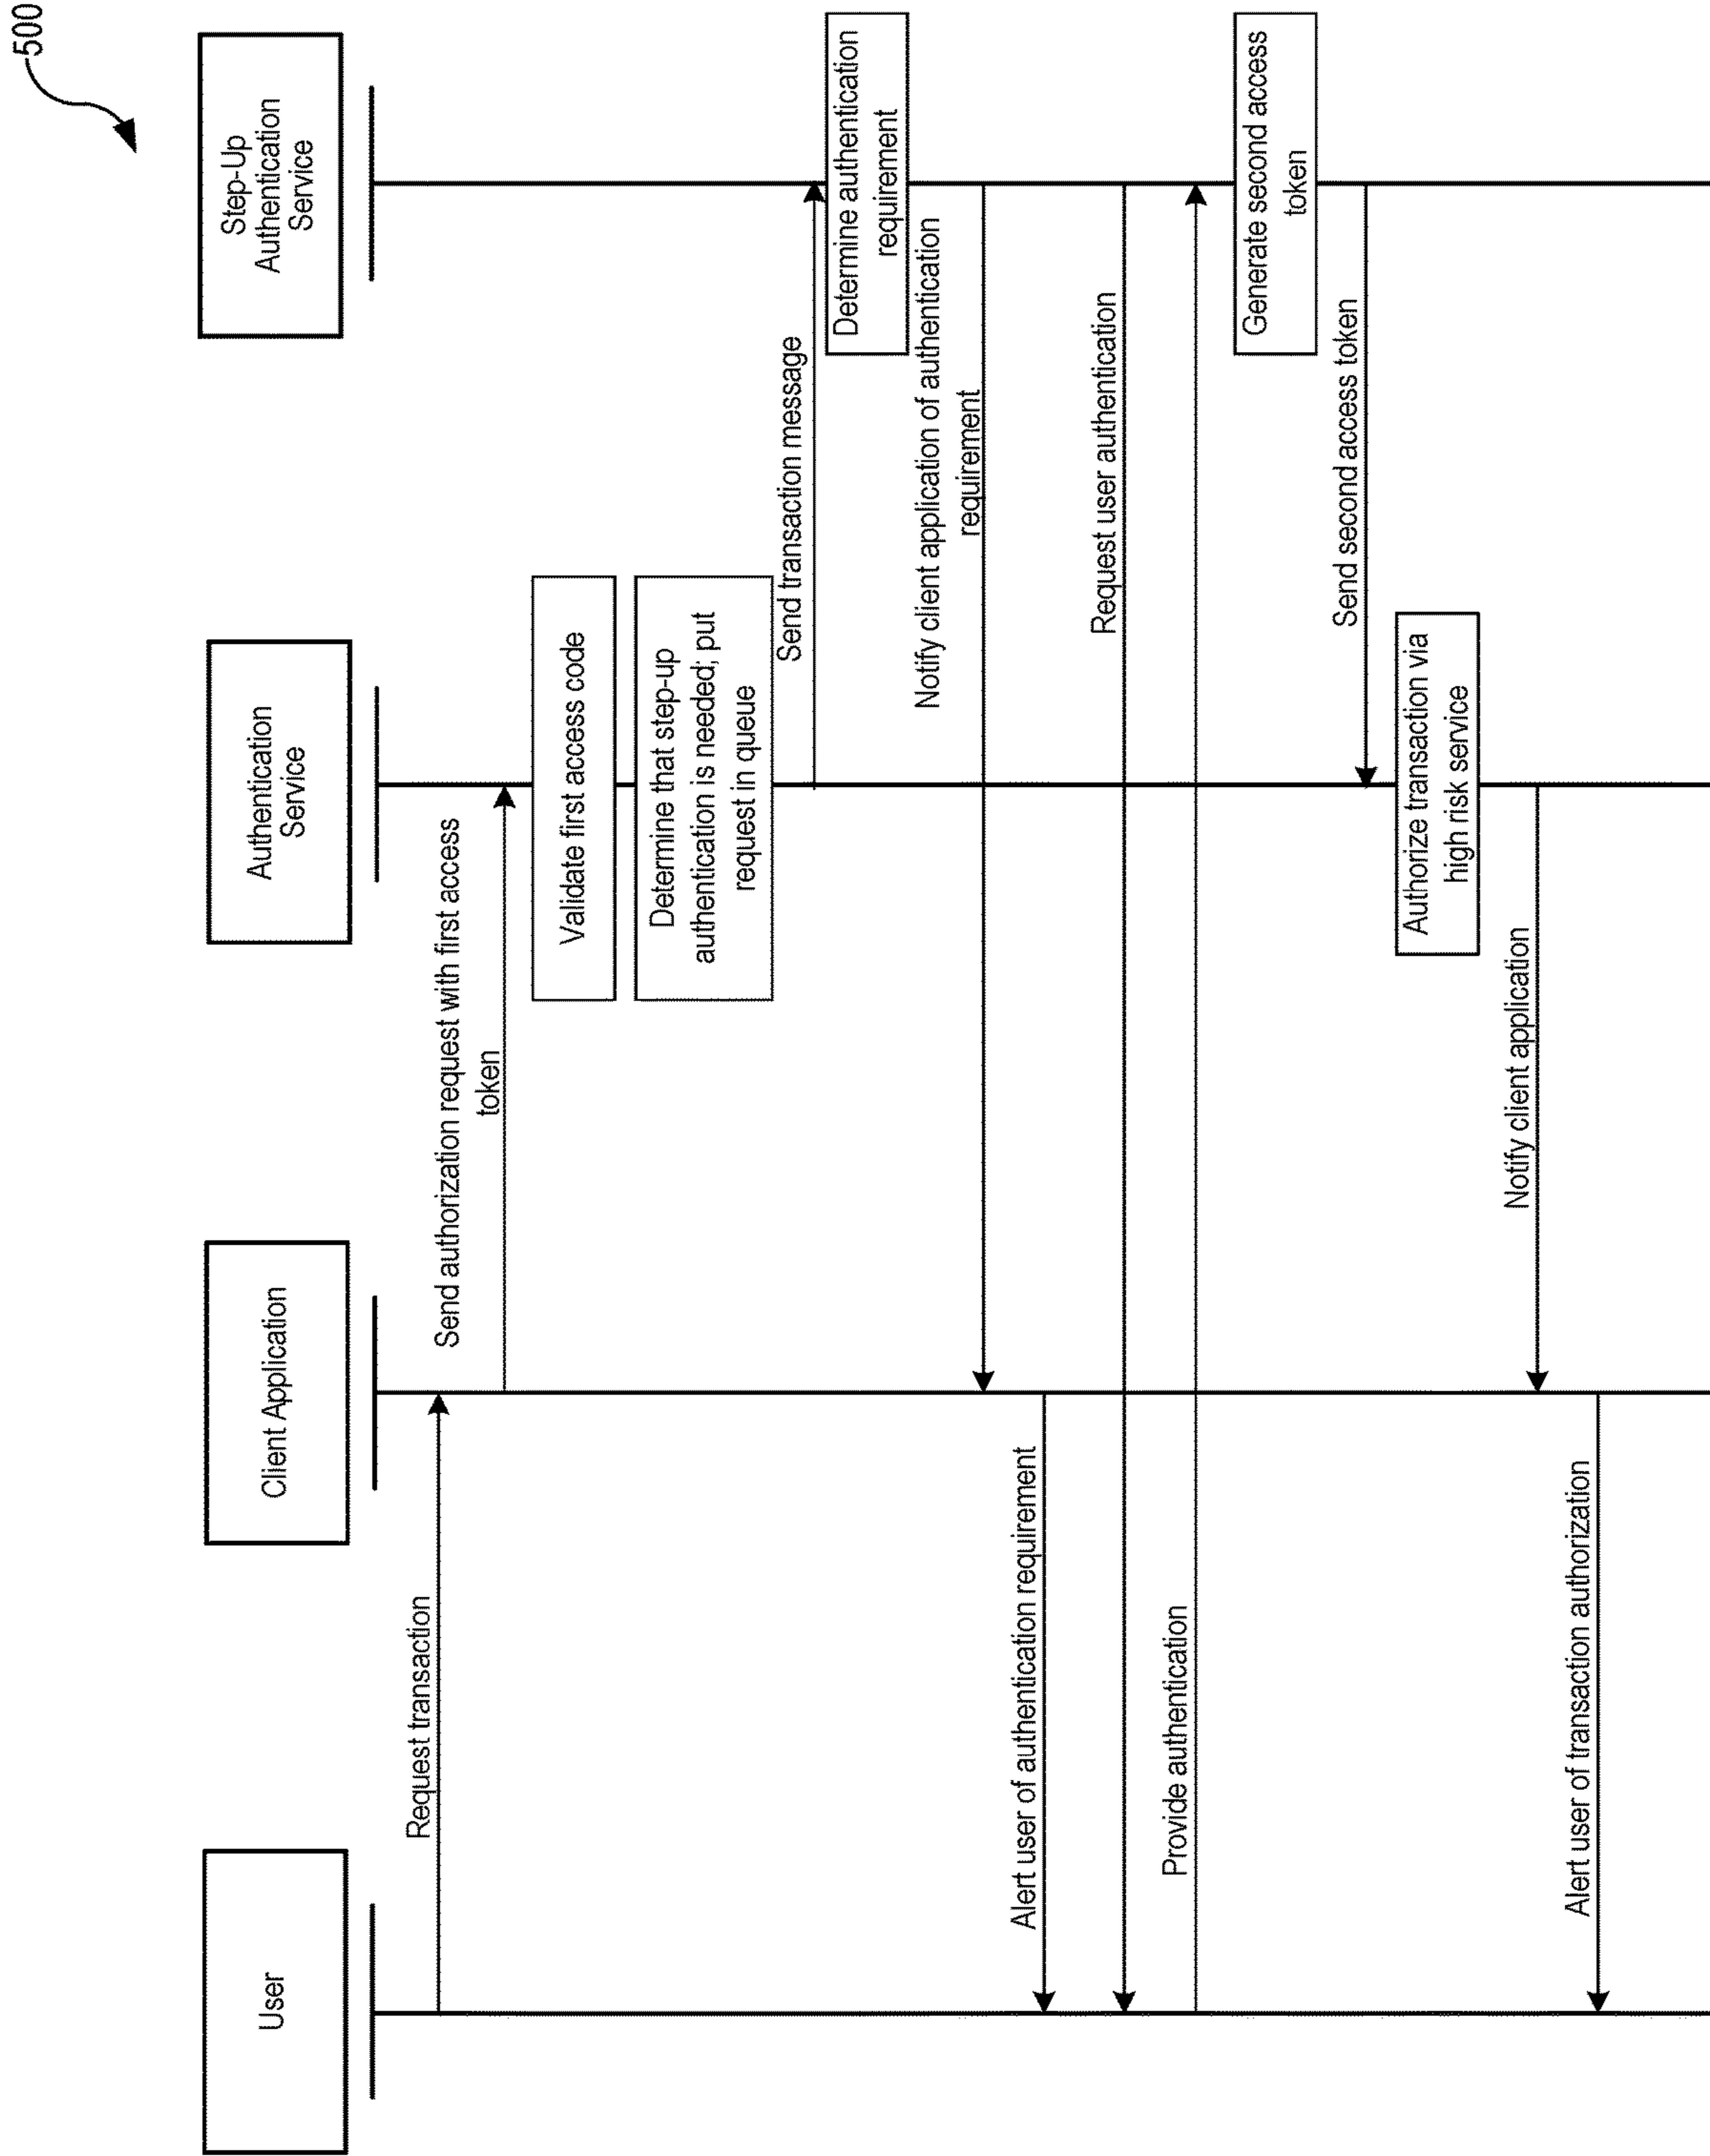 500
User
Client Application
Authentication
Service
Step-Up
Authentication
Service
Request transaction
Send authorization request with first access
token
Validate first access code
Determine that step-up
authentication is needed; put
request in queue
Send transaction message
Determine authentication
requirement
Notify client application of authentication
requirement
Alert user of authentication requirement
Request user authentication
Provide authentication
Generate second access
token
Send second access token
Authorize transaction via
high risk service
Notify client application
Alert user of transaction authorization